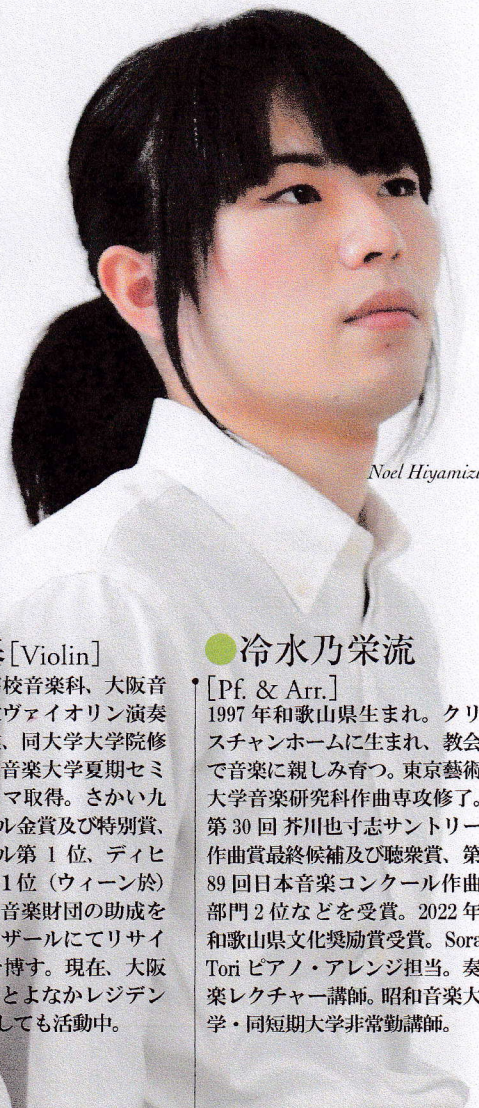 Noel Hiyamizu
[Violin]
校音楽科、大阪音
ヴァイオリン演奏
、同大学大学院修
音楽大学夏期セミ
マ取得。さかい九
ル金賞及び特別賞、
ル第 1 位、ディヒ
1 位（ウィーン於）
音楽財団の助成を
ザールにてリサイ
博す。現在、大阪
とよなかレジデン
しても活動中。
●冷水乃栄流
[Pf. & Arr.]
1997 年和歌山県生まれ。クリ
スチャンホームに生まれ、教会
で音楽に親しみ育つ。東京藝術
大学音楽研究科作曲専攻修了。
第 30 回 芥川也寸志サントリー
作曲賞最終候補及び聴衆賞、第
89 回日本音楽コンクール作曲
部門 2 位などを受賞。2022 年
和歌山県文化奨励賞受賞。Sora
Tori ピアノ・アレンジ担当。奏
楽レクチャー講師。昭和音楽大
学・同短期大学非常勤講師。